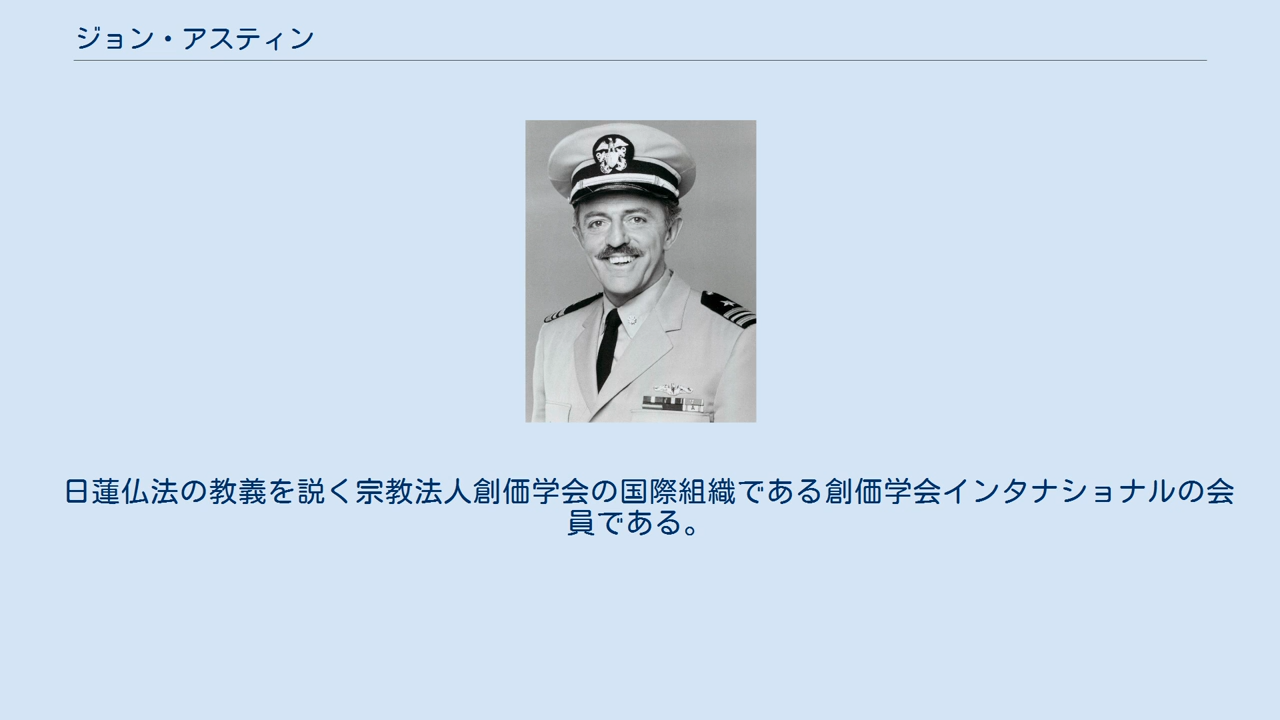 ジョン・アスティン
日蓮仏法の教義を説く宗教法人創価学会の国際組織である創価学会インタナショナルの会
員である。